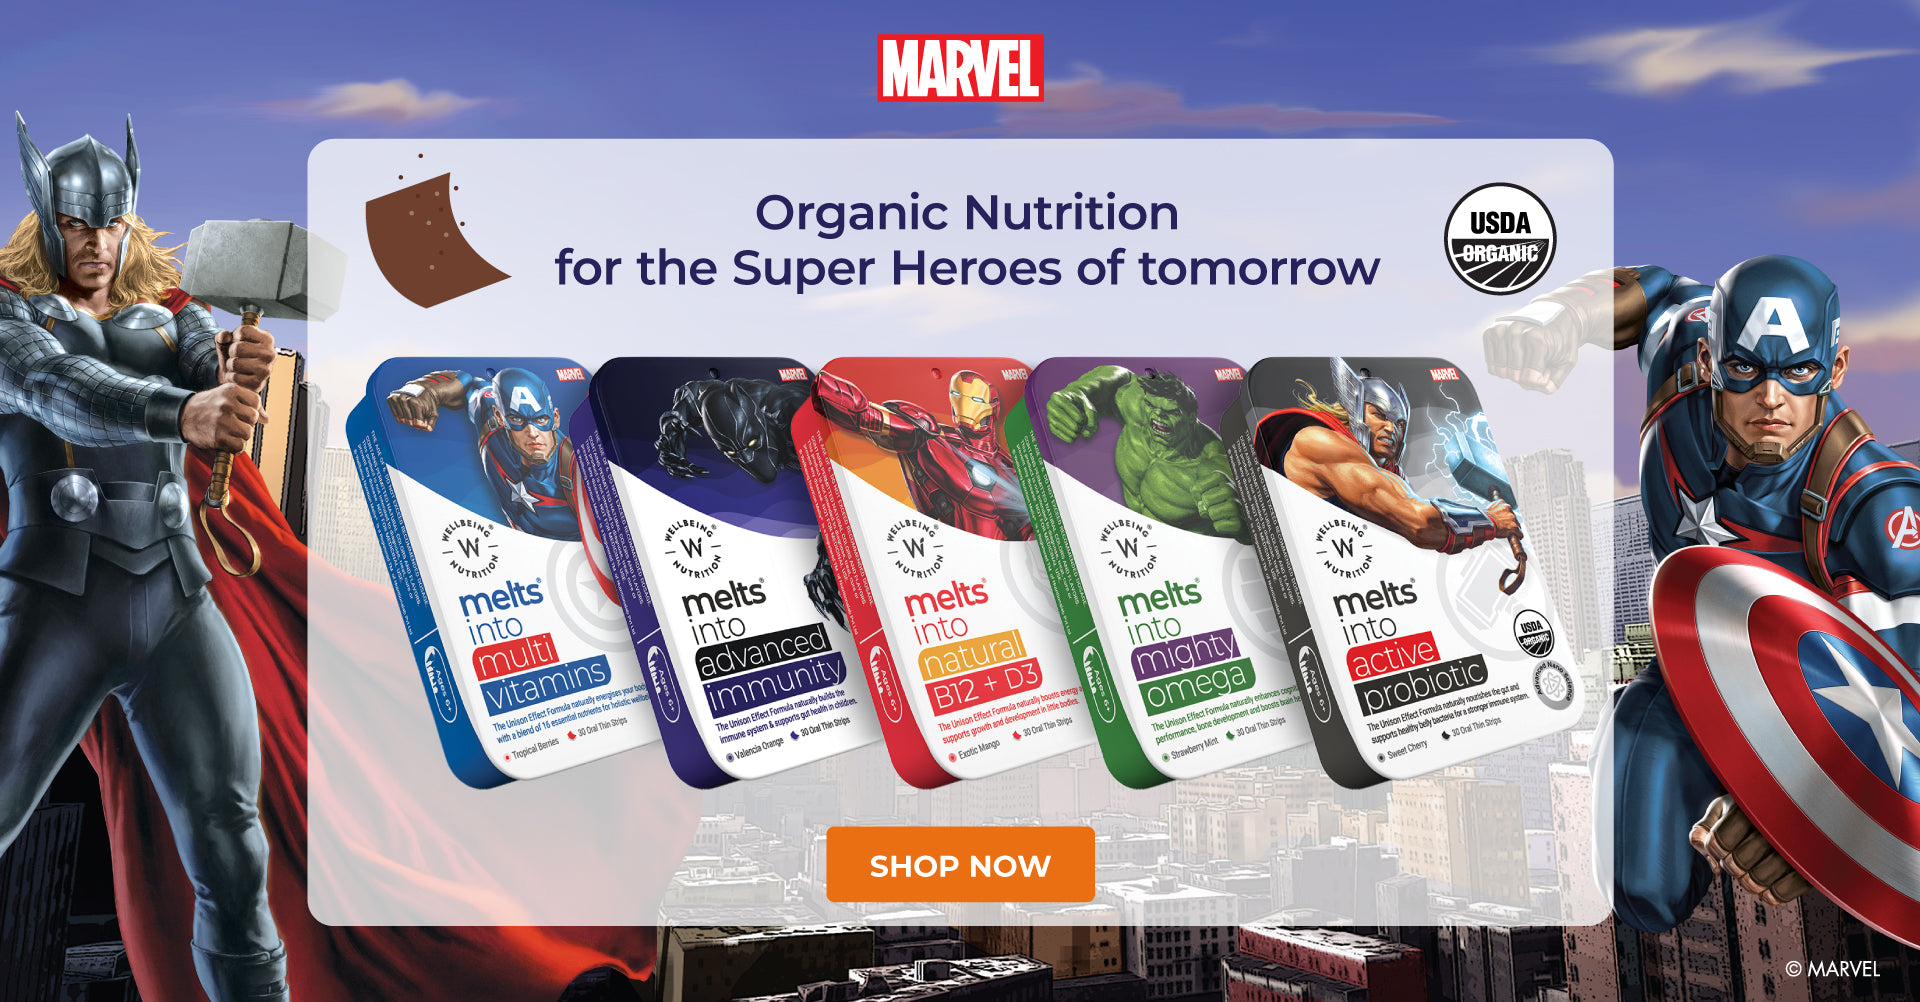 MARVEL
Organic Nutrition
for the Super Heroes of tomorrow
USDA
ORGANIC
MARVEL
WELLBEING®
W
NUTRITION
melts®
into
multi
vitamins
The Unison Effect Formula naturally energises your body
with a blend of 16 essential nutrients for holistic wellbe
Tropical Berries
30 Oral Thin Strips
Ages 6+
MARVEL
WELLBEING®
W
NUTRITION
melts®
into
advanced
immunity
The Unison Effect Formula naturally builds the
immune system & supports gut health in children.
Valencia Orange
30 Oral Thin Strips
Ages 6+
MARVEL
WELLBEING®
W
NUTRITION
melts®
into
natural
B12 + D3
The Unison Effect Formula naturally boosts energy a
supports growth and development in little bodies.
Exotic Mango
30 Oral Thin Strips
Ages 6+
MARVEL
WELLBEING®
W
NUTRITION
melts®
into
mighty
omega
The Unison Effect Formula naturally enhances cognit
performance, bone development and boosts brain he
Strawberry Mint
30 Oral Thin Strips
Ages 6+
MARVEL
WELLBEING®
W
NUTRITION
melts®
into
active
probiotic
The Unison Effect Formula naturally nourishes the gut and
supports healthy belly bacteria for a stronger immune system.
Sweet Cherry
30 Oral Thin Strips
Ages 6+
USDA
ORGANIC
Advanced Nano Science
A
A
SHOP NOW
© MARVEL